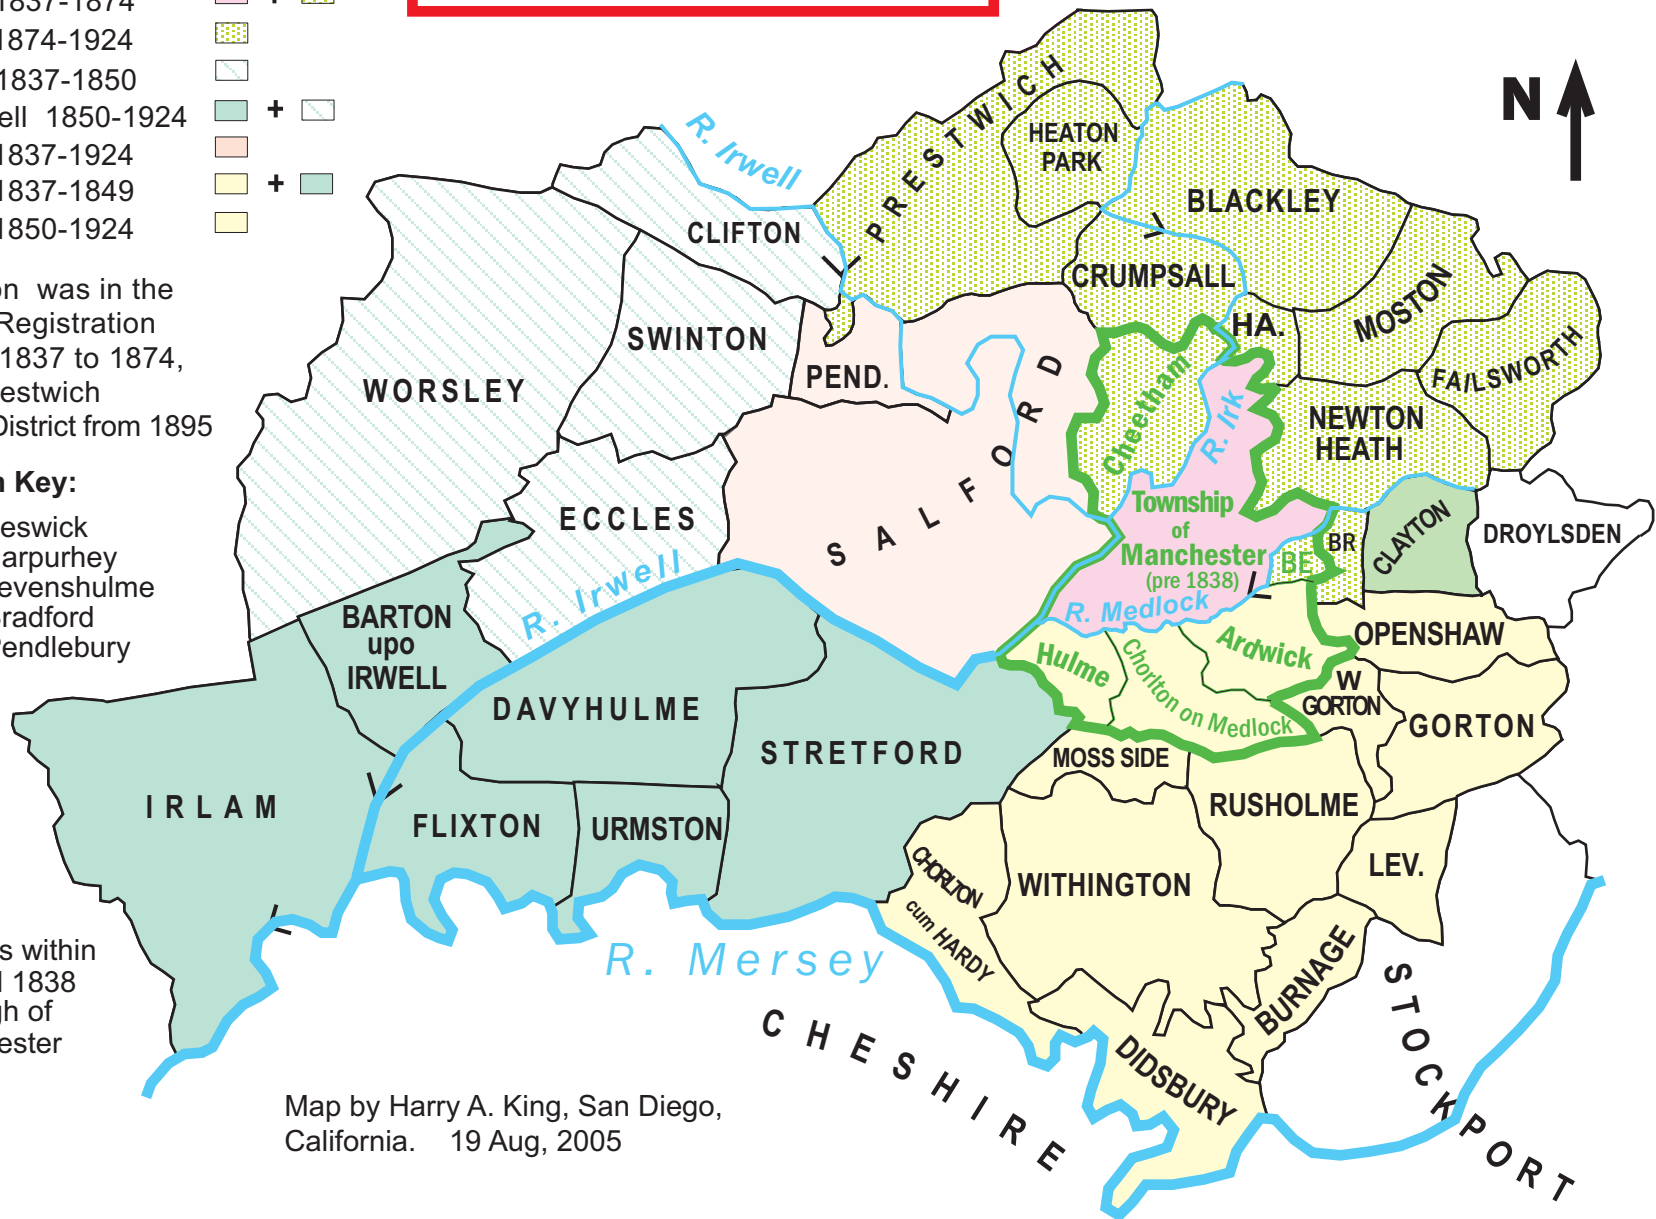 1837-1874 +
1874-1924
1837-1850
ell 1850-1924 +
1837-1924
1837-1849 +
1850-1924
on was in the
Registration
1837 to 1874,
estwich
District from 1895
n Key:
eswick
arpurhey
evenshulme
Bradford
Pendlebury
s within
l 1838
gh of
ester
N
PRESTWICH
HEATON
PARK
R. Irwell
BLACKLEY
CLIFTON
CRUMPSALL
MOSTON
HA.
SWINTON
FAILSWORTH
PEND.
WORSLEY
Cheetham
R. Irk
NEWTON
HEATH
SALFORD
ECCLES
Township
of
Manchester
(pre 1838)
BE
BR
CLAYTON
DROYLSDEN
R. Irwell
R. Medlock
BARTON
upo
IRWELL
OPENSHAW
Hulme
Chorlton on Medlock
Ardwick
W
GORTON
GORTON
DAVYHULME
STRETFORD
MOSS SIDE
IRLAM
FLIXTON
URMSTON
RUSHOLME
LEV.
CHORLTON
cum HARDY
WITHINGTON
R. Mersey
BURNAGE
STOCKPORT
CHESHIRE
DIDSBURY
Map by Harry A. King, San Diego,
California. 19 Aug, 2005